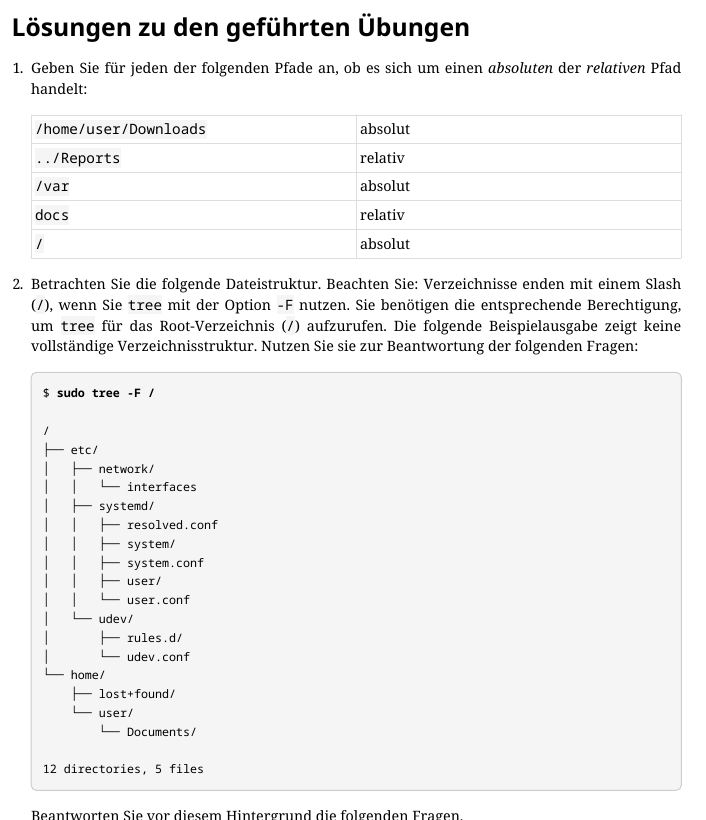 Lösungen zu den geführten Übungen
1. Geben Sie für jeden der folgenden Pfade an, ob es sich um einen absoluten der relativen Pfad
handelt:
/home/user/Downloads absolut
../Reports relativ
/var absolut
docs relativ
/ absolut
2. Betrachten Sie die folgende Dateistruktur. Beachten Sie: Verzeichnisse enden mit einem Slash
(/), wenn Sie tree mit der Option -F nutzen. Sie benötigen die entsprechende Berechtigung,
um tree für das Root-Verzeichnis (/) aufzurufen. Die folgende Beispielausgabe zeigt keine
vollständige Verzeichnisstruktur. Nutzen Sie sie zur Beantwortung der folgenden Fragen:
$ sudo tree -F /
/
├── etc/
│   ├── network/
│   │   └── interfaces
│   ├── systemd/
│   │   ├── resolved.conf
│   │   ├── system/
│   │   ├── system.conf
│   │   ├── user/
│   │   └── user.conf
│   └── udev/
│       ├── rules.d/
│       └── udev.conf
└── home/
    ├── lost+found/
    └── user/
        └── Documents/
12 directories, 5 files
Beantworten Sie vor diesem Hintergrund die folgenden Fragen.